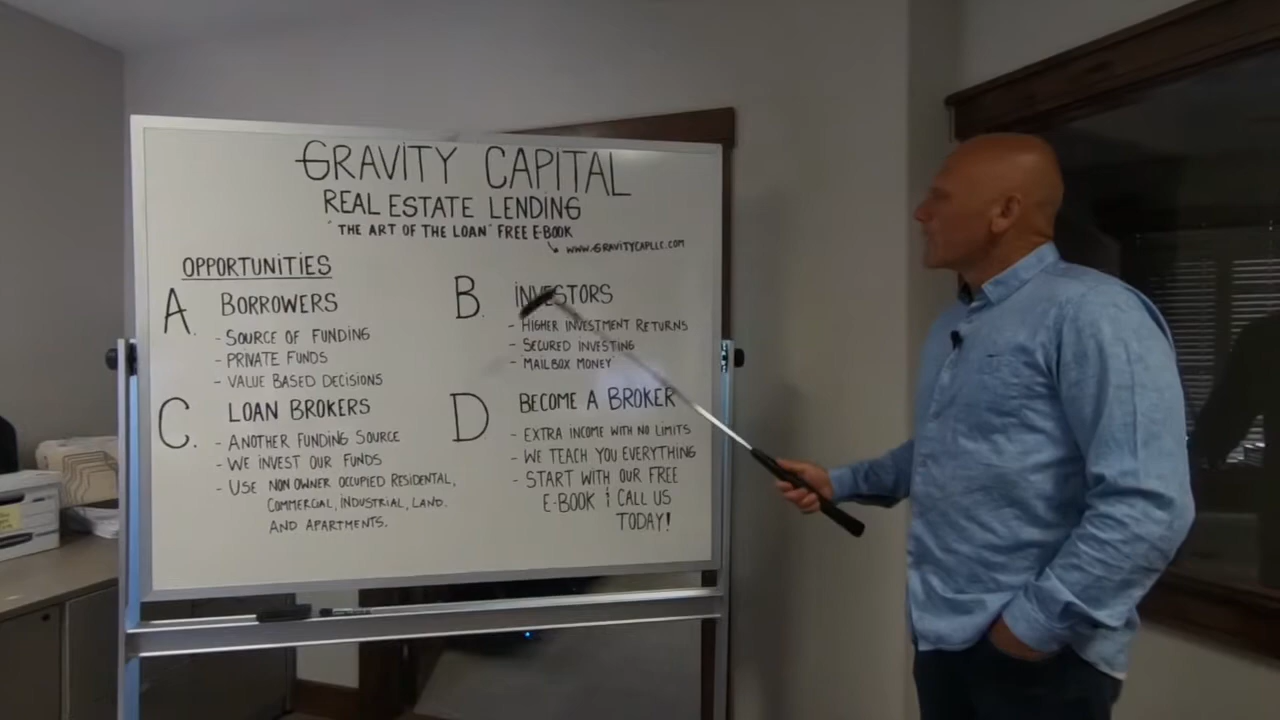 GRAVITY CAPITAL
REAL ESTATE LENDING
"THE ART OF THE LOAN" FREE E-BOOK
WWW.GRAVITYCAPLLC.COM
OPPORTUNITIES
A. BORROWERS
- SOURCE OF FUNDING
- PRIVATE FUNDS
- VALUE BASED DECISIONS
B. INVESTORS
- HIGHER INVESTMENT RETURNS
- SECURED INVESTING
- MAILBOX MONEY
C. LOAN BROKERS
- ANOTHER FUNDING SOURCE
- WE INVEST OUR FUNDS
- USE NON OWNER OCCUPIED RESIDENTIAL,
COMMERCIAL, INDUSTRIAL, LAND.
AND APARTMENTS.
D BECOME A BROKER
- EXTRA INCOME WITH NO LIMITS
- WE TEACH YOU EVERYTHING
- START WITH OUR FREE
E-BOOK & CALL US
TODAY!